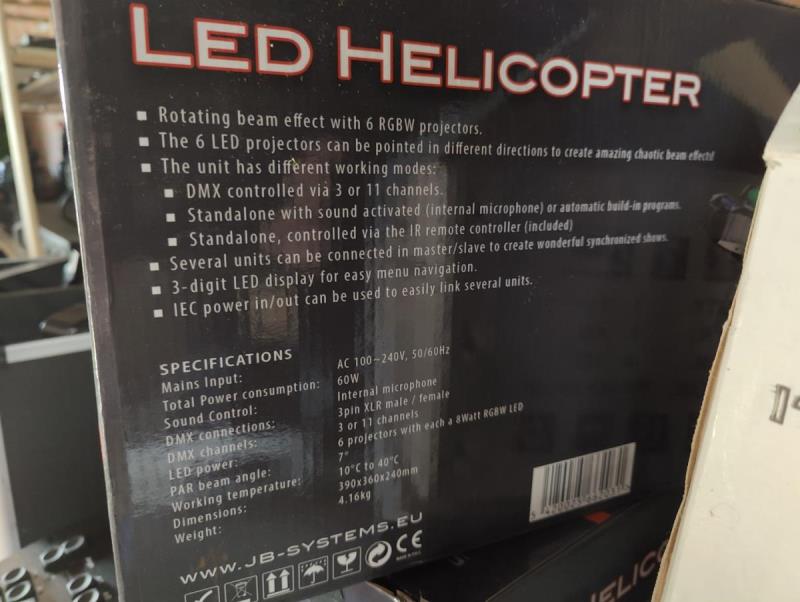 LED HELICOPTER
■ Rotating beam effect with 6 RGBW projectors.
■ The 6 LED projectors can be pointed in different directions to create amazing chaotic beam effects!
■ The unit has different working modes:
■ DMX controlled via 3 or 11 channels.
■ Standalone with sound activated (internal microphone) or automatic build-in programs.
■ Standalone, controlled via the IR remote controller (included)
■ Several units can be connected in master/slave to create wonderful synchronized shows.
■ 3-digit LED display for easy menu navigation.
■ IEC power in/out can be used to easily link several units.
SPECIFICATIONS
Mains Input: AC 100~240V, 50/60Hz
Total Power consumption: 60W
Sound Control: Internal microphone
DMX connections: 3pin XLR male / female
DMX channels: 3 or 11 channels
LED power: 6 projectors with each a 8Watt RGBW LED
PAR beam angle: 7°
Working temperature: 10°C to 40°C
Dimensions: 390x360x240mm
Weight: 4.16kg
WWW.JB-SYSTEMS.EU
CE
HELIC